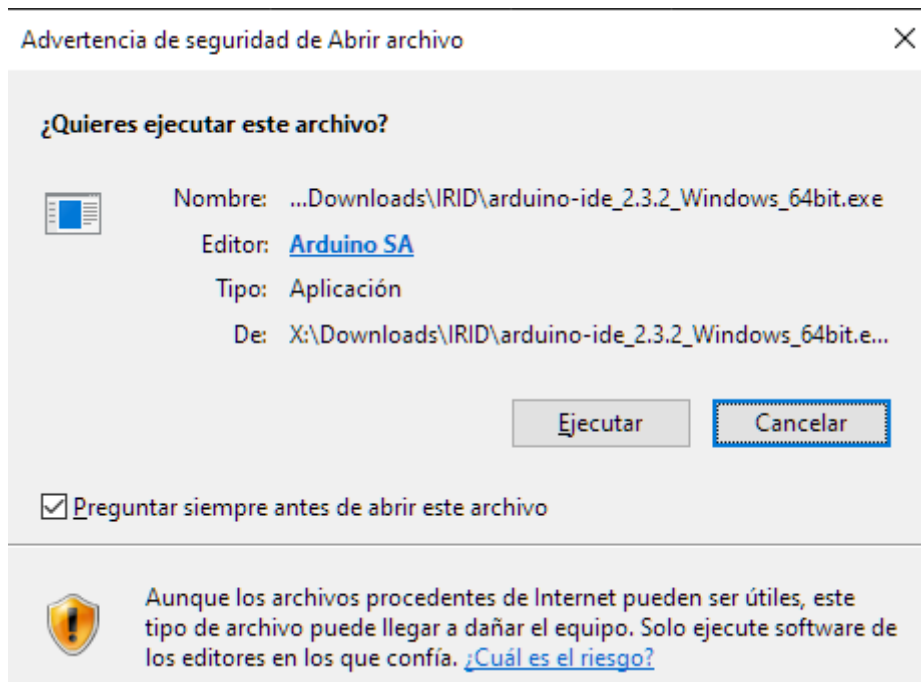 Advertencia de seguridad de Abrir archivo
¿Quieres ejecutar este archivo?
Nombre: ...Downloads\IRID\arduino-ide_2.3.2_Windows_64bit.exe
Editor: Arduino SA
Tipo: Aplicación
De: X:\Downloads\IRID\arduino-ide_2.3.2_Windows_64bit.e...
Ejecutar Cancelar
Preguntar siempre antes de abrir este archivo
Aunque los archivos procedentes de Internet pueden ser útiles, este
tipo de archivo puede llegar a dañar el equipo. Solo ejecute software de
los editores en los que confía. ¿Cuál es el riesgo?